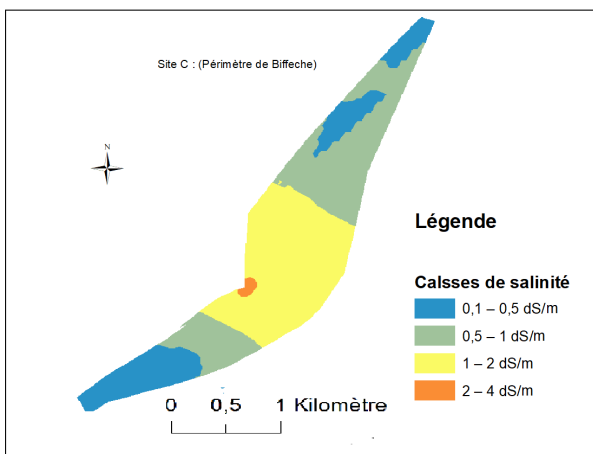 Site C : (Périmètre de Biffeche)
N
Légende
Calsses de salinité
0,1 – 0,5 dS/m
0,5 – 1 dS/m
1 – 2 dS/m
2 – 4 dS/m
0 0,5 1 Kilomètre